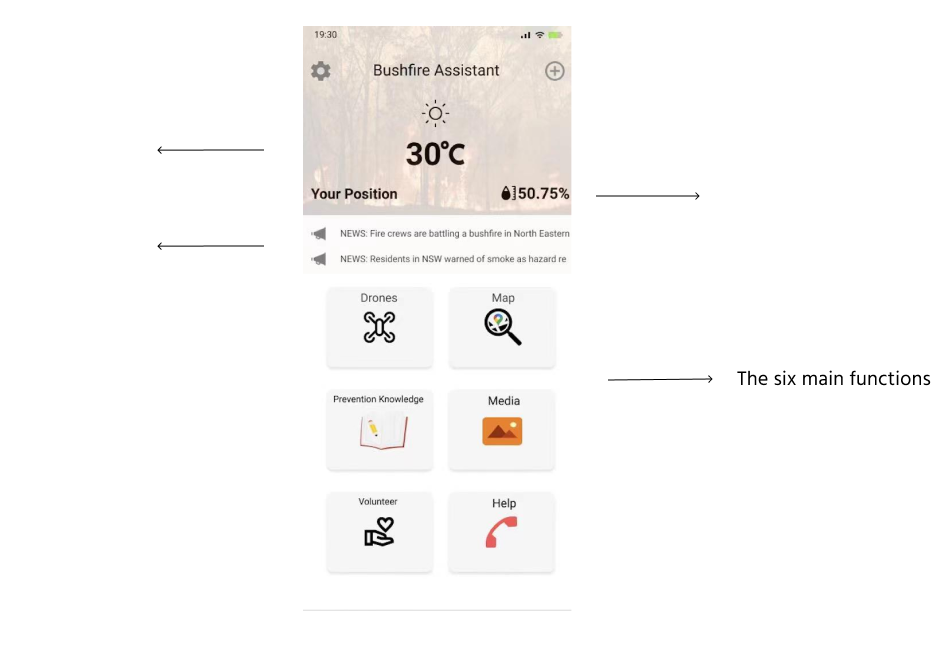 19:30
Bushfire Assistant
30°C
Your Position
50.75%
NEWS: Fire crews are battling a bushfire in North Eastern
NEWS: Residents in NSW warned of smoke as hazard re
Drones
Map
The six main functions
Prevention Knowledge
Media
Volunteer
Help